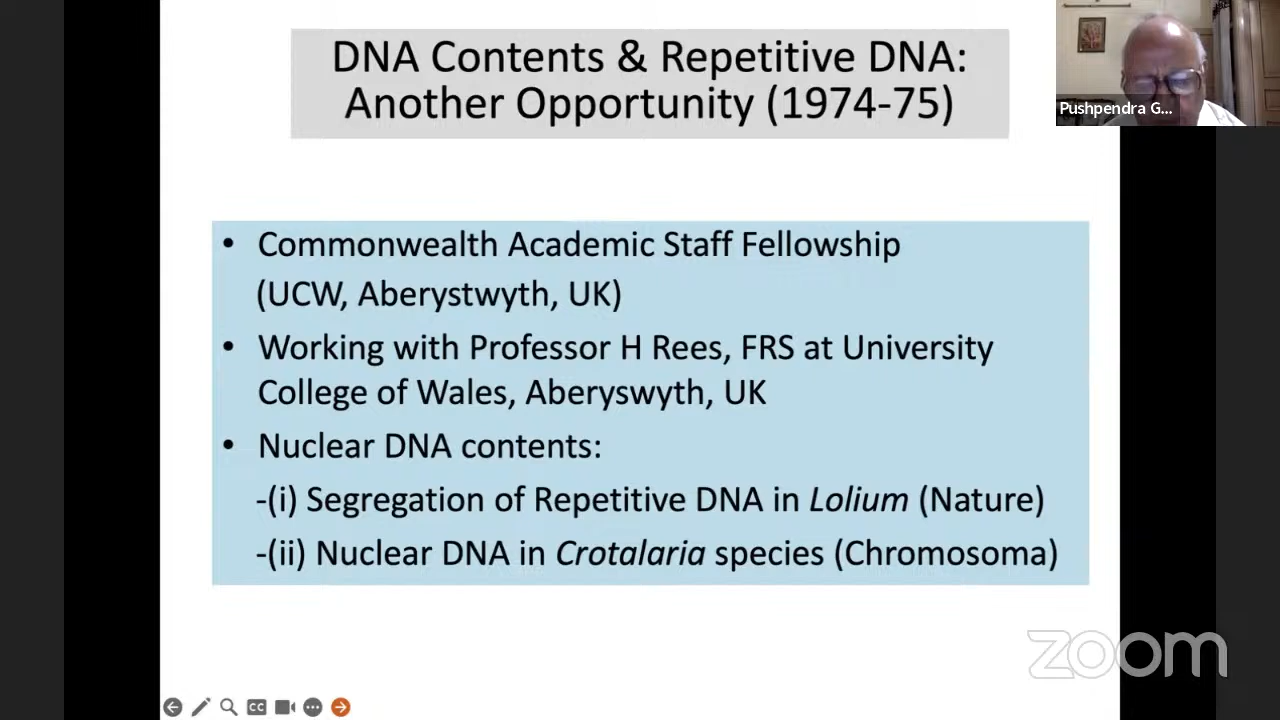 DNA Contents & Repetitive DNA:
Another Opportunity (1974-75)
Pushpendra G...
• Commonwealth Academic Staff Fellowship
(UCW, Aberystwyth, UK)
• Working with Professor H Rees, FRS at University
College of Wales, Aberyswyth, UK
• Nuclear DNA contents:
-(i) Segregation of Repetitive DNA in Lolium (Nature)
-(ii) Nuclear DNA in Crotalaria species (Chromosoma)
zoom
CC